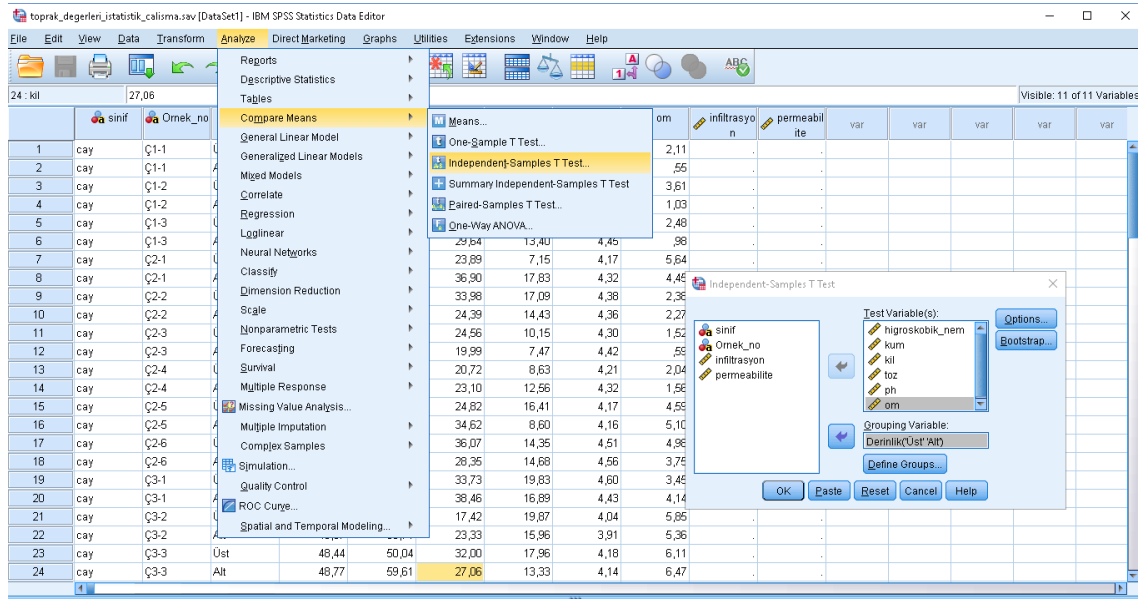 toprak_degerleri_istatistik_calisma.sav [DataSet1] - IBM SPSS Statistics Data Editor
File Edit View Data Transform Analyze Direct Marketing Graphs Utilities Extensions Window Help
24 : kil 27,06 Visible: 11 of 11 Variables
Reports
Descriptive Statistics
Tables
Compare Means
General Linear Model
Generalized Linear Models
Mixed Models
Correlate
Regression
Loglinear
Neural Networks
Classify
Dimension Reduction
Scale
Nonparametric Tests
Forecasting
Survival
Multiple Response
Missing Value Analysis...
Multiple Imputation
Complex Samples
Simulation...
Quality Control
ROC Curve...
Spatial and Temporal Modeling...
Means...
One-Sample T Test...
Independent-Samples T Test...
Summary Independent-Samples T Test
Paired-Samples T Test...
One-Way ANOVA...
sinif Ornek_no om infiltrasyo n permeabil ite var var var var var
1 cay Ç1-1 2,11 . .
2 cay Ç1-1 ,55 . .
3 cay Ç1-2 3,61 . .
4 cay Ç1-2 1,03 . .
5 cay Ç1-3 2,48 . .
6 cay Ç1-3 29,64 13,40 4,45 ,98 . .
7 cay Ç2-1 23,89 7,15 4,17 5,64 . .
8 cay Ç2-1 36,90 17,83 4,32 4,45
9 cay Ç2-2 33,98 17,09 4,38 2,38
10 cay Ç2-2 24,39 14,43 4,36 2,27
11 cay Ç2-3 24,56 10,15 4,30 1,52
12 cay Ç2-3 19,99 7,47 4,42 ,59
13 cay Ç2-4 20,72 8,63 4,21 2,04
14 cay Ç2-4 23,10 12,56 4,32 1,56
15 cay Ç2-5 24,82 16,41 4,17 4,59
16 cay Ç2-5 34,62 8,60 4,16 5,10
17 cay Ç2-6 36,07 14,35 4,51 4,98
18 cay Ç2-6 28,35 14,68 4,56 3,75
19 cay Ç3-1 33,73 19,83 4,60 3,45
20 cay Ç3-1 38,46 16,89 4,43 4,14
21 cay Ç3-2 17,42 19,87 4,04 5,85 . .
22 cay Ç3-2 23,33 15,96 3,91 5,36 . .
23 cay Ç3-3 Üst 48,44 50,04 32,00 17,96 4,18 6,11 . .
24 cay Ç3-3 Alt 48,77 59,61 27,06 13,33 4,14 6,47 . .
Independent-Samples T Test
sinif
Ornek_no
infiltrasyon
permeabilite
Test Variable(s):
higroskobik_nem
kum
kil
toz
ph
om
Grouping Variable:
Derinlik('Üst' 'Alt')
Define Groups...
Options...
Bootstrap...
OK Paste Reset Cancel Help